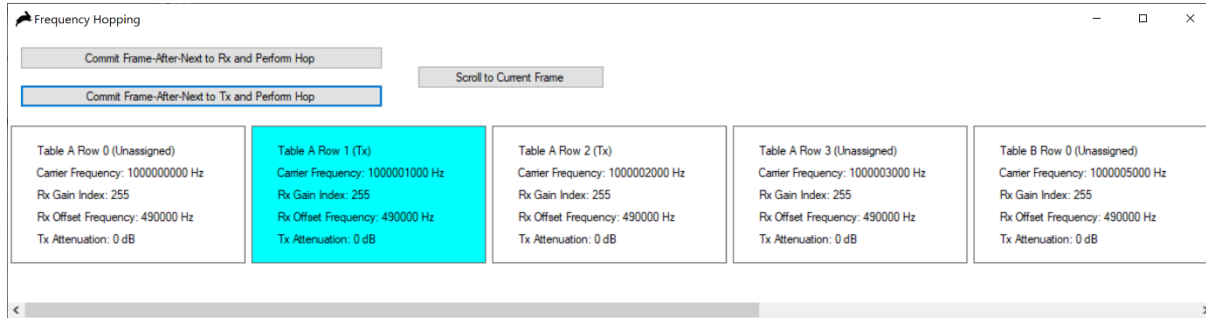 Frequency Hopping
Commit Frame-After-Next to Rx and Perform Hop
Scroll to Current Frame
Commit Frame-After-Next to Tx and Perform Hop
Table A Row 0 (Unassigned)
Carrier Frequency: 1000000000 Hz
Rx Gain Index: 255
Rx Offset Frequency: 490000 Hz
Tx Attenuation: 0 dB
Table A Row 1 (Tx)
Carrier Frequency: 1000001000 Hz
Rx Gain Index: 255
Rx Offset Frequency: 490000 Hz
Tx Attenuation: 0 dB
Table A Row 2 (Tx)
Carrier Frequency: 1000002000 Hz
Rx Gain Index: 255
Rx Offset Frequency: 490000 Hz
Tx Attenuation: 0 dB
Table A Row 3 (Unassigned)
Carrier Frequency: 1000003000 Hz
Rx Gain Index: 255
Rx Offset Frequency: 490000 Hz
Tx Attenuation: 0 dB
Table B Row 0 (Unassigned)
Carrier Frequency: 1000005000 Hz
Rx Gain Index: 255
Rx Offset Frequency: 490000 Hz
Tx Attenuation: 0 dB